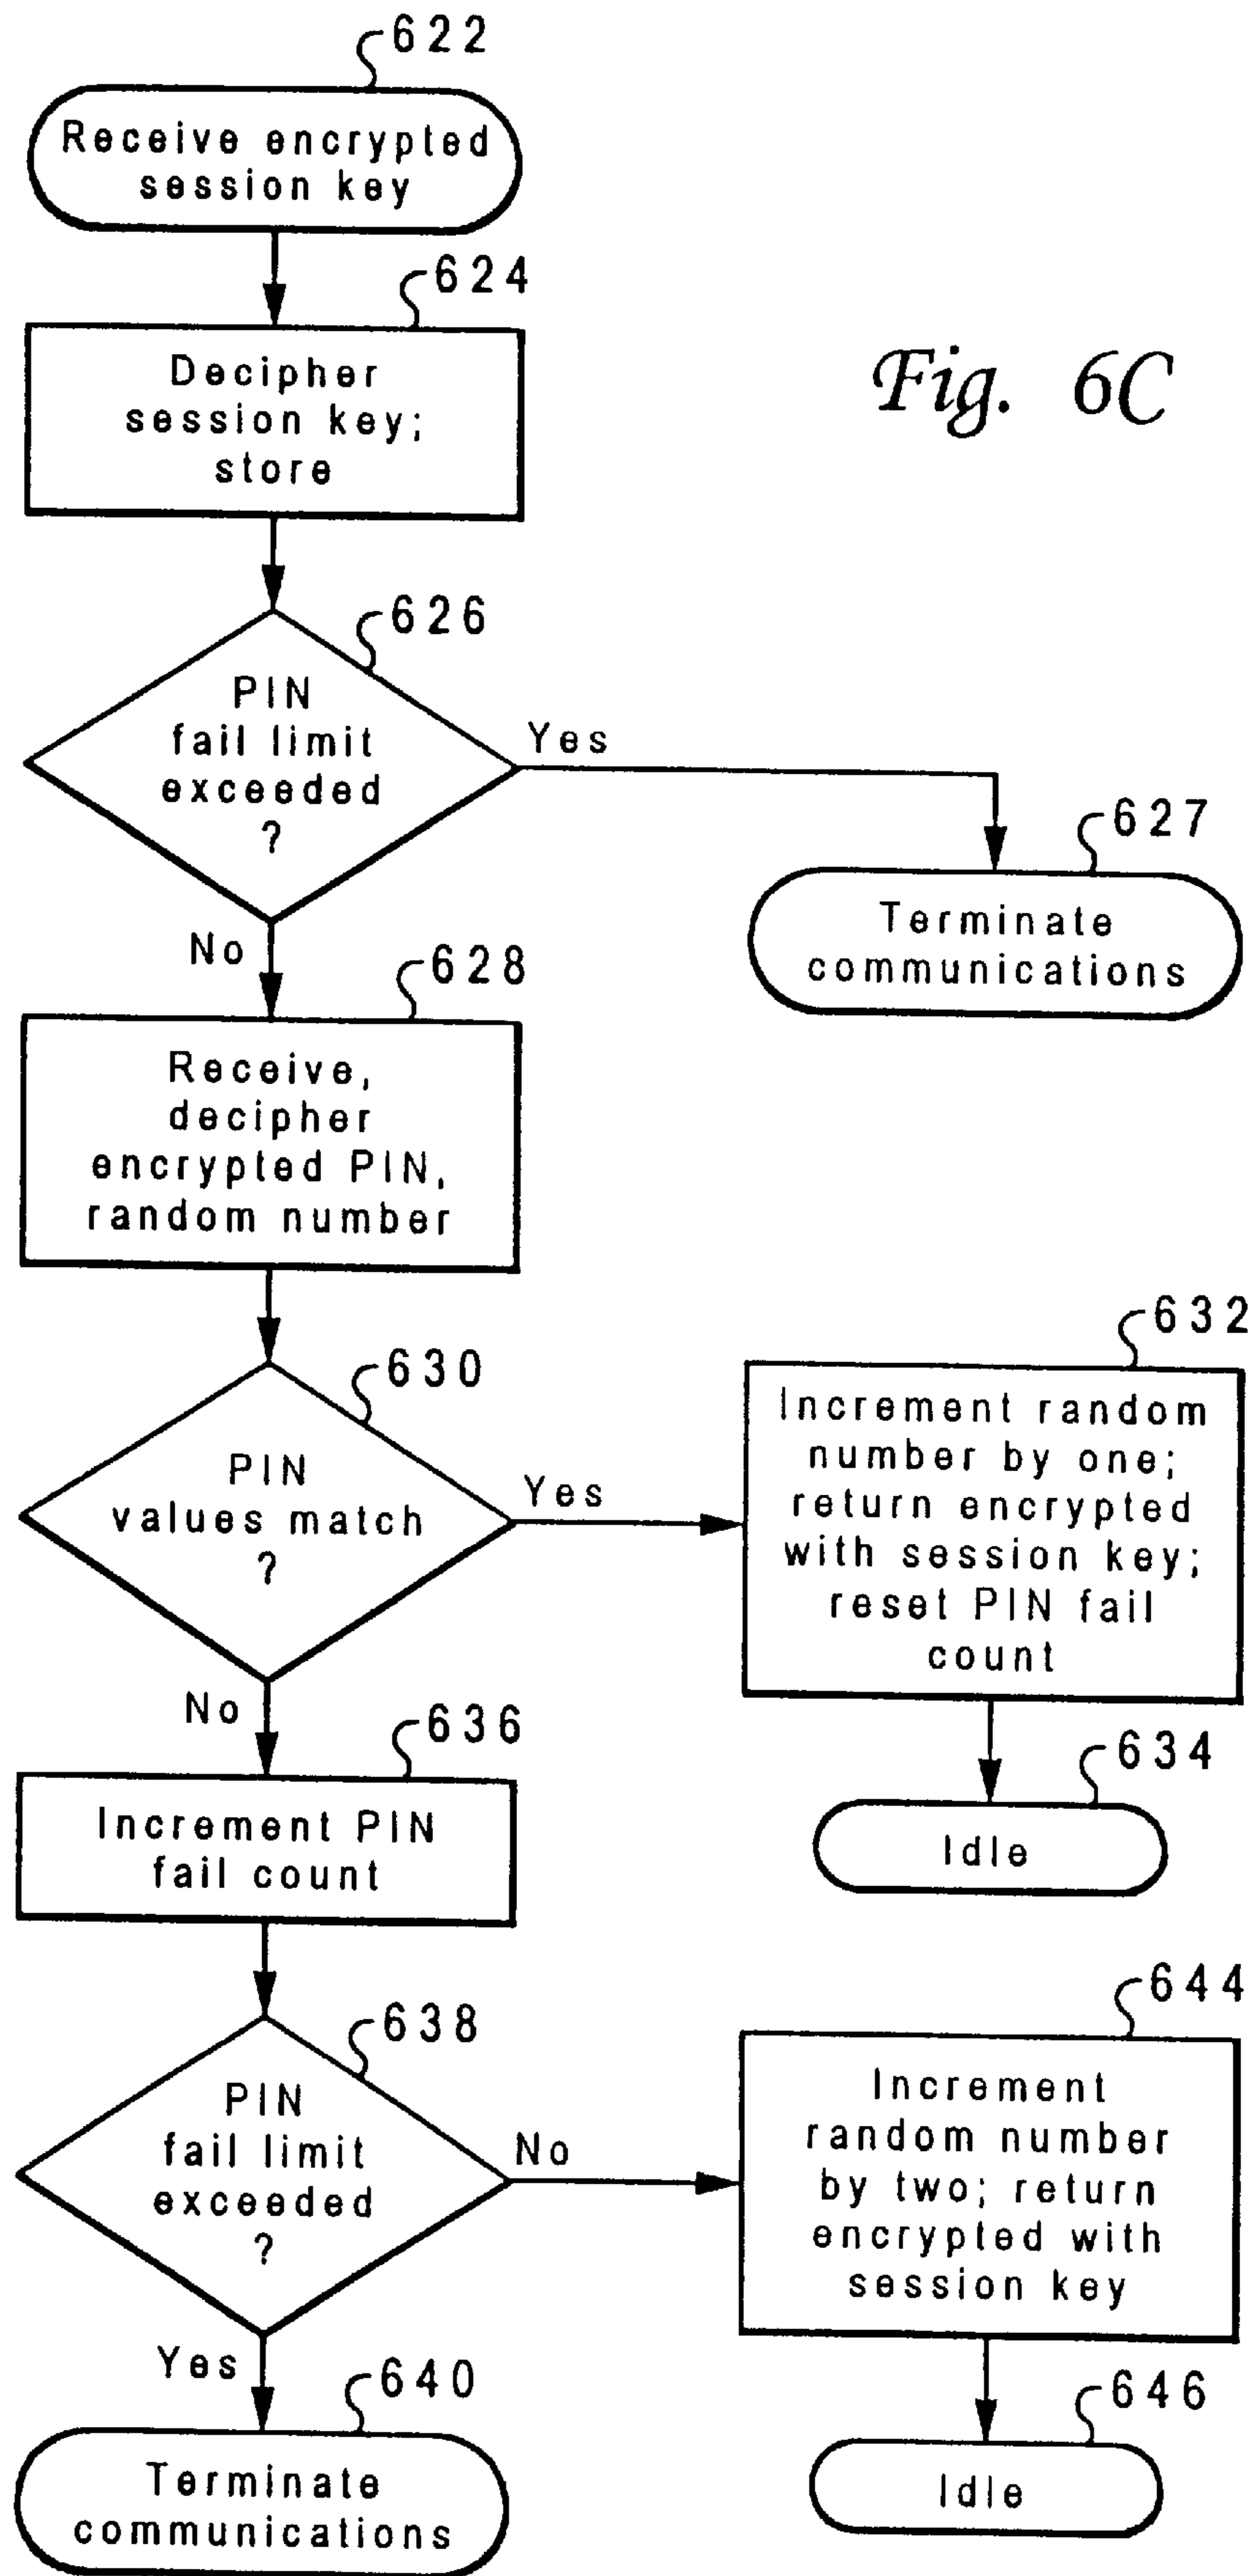 622
Receive encrypted
session key
624
Decipher
session key;
store
Fig. 6C
626
PIN
fail limit
exceeded
?
Yes
627
Terminate
communications
No
628
Receive,
decipher
encrypted PIN,
random number
630
PIN
values match
?
Yes
632
Increment random
number by one;
return encrypted
with session key;
reset PIN fail
count
634
Idle
No
636
Increment PIN
fail count
638
PIN
fail limit
exceeded
?
No
644
Increment
random number
by two; return
encrypted with
session key
646
Idle
Yes
640
Terminate
communications